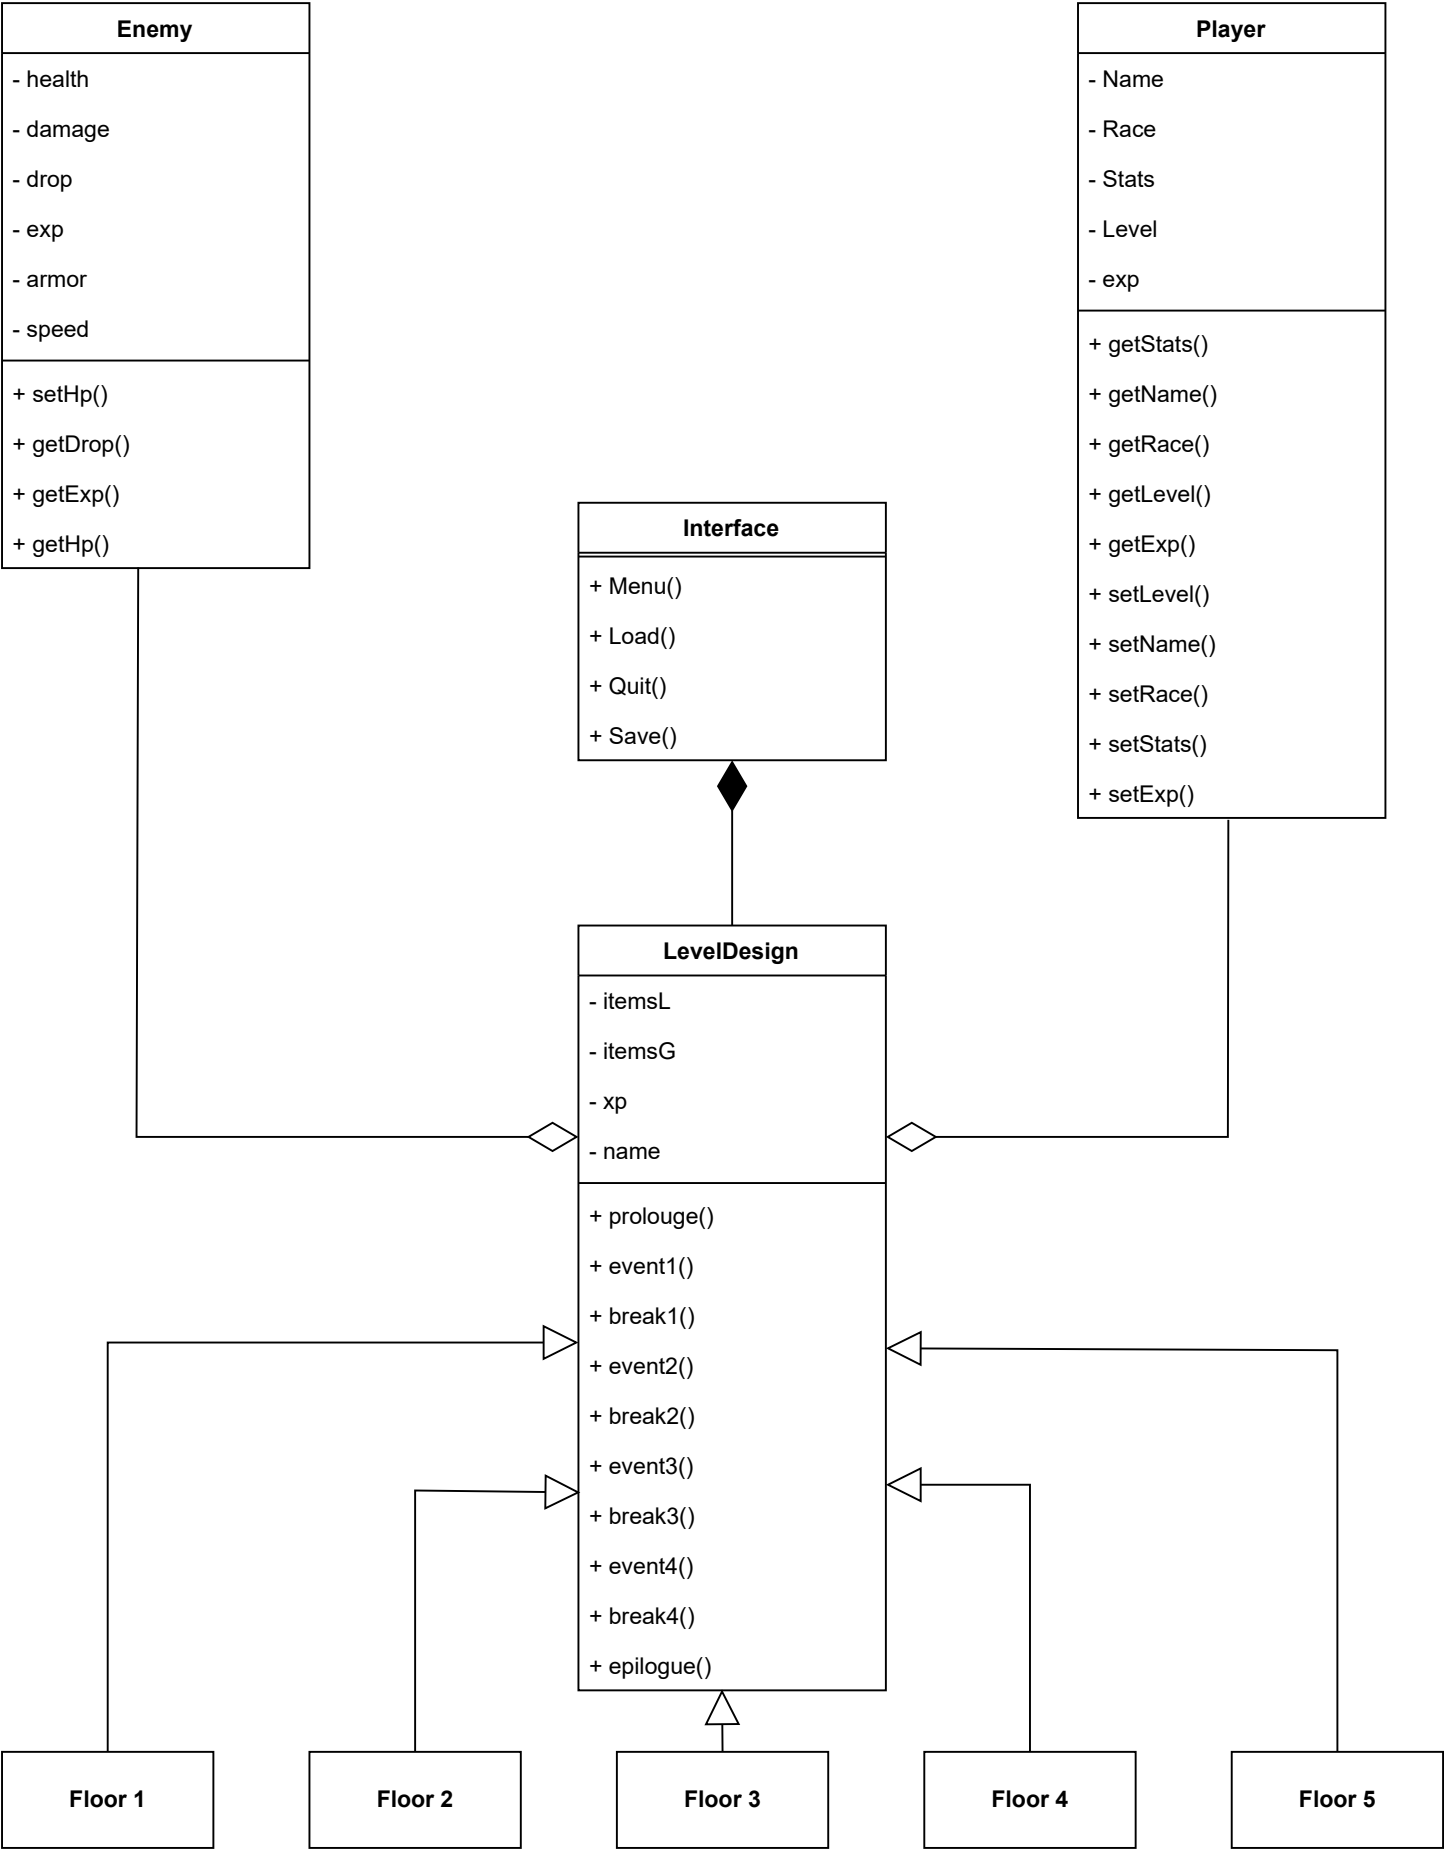 Enemy
- health
- damage
- drop
- exp
- armor
- speed
+ setHp()
+ getDrop()
+ getExp()
+ getHp()
Player
- Name
- Race
- Stats
- Level
- exp
+ getStats()
+ getName()
+ getRace()
+ getLevel()
+ getExp()
+ setLevel()
+ setName()
+ setRace()
+ setStats()
+ setExp()
Interface
+ Menu()
+ Load()
+ Quit()
+ Save()
LevelDesign
- itemsL
- itemsG
- xp
- name
+ prolouge()
+ event1()
+ break1()
+ event2()
+ break2()
+ event3()
+ break3()
+ event4()
+ break4()
+ epilogue()
Floor 1
Floor 2
Floor 3
Floor 4
Floor 5